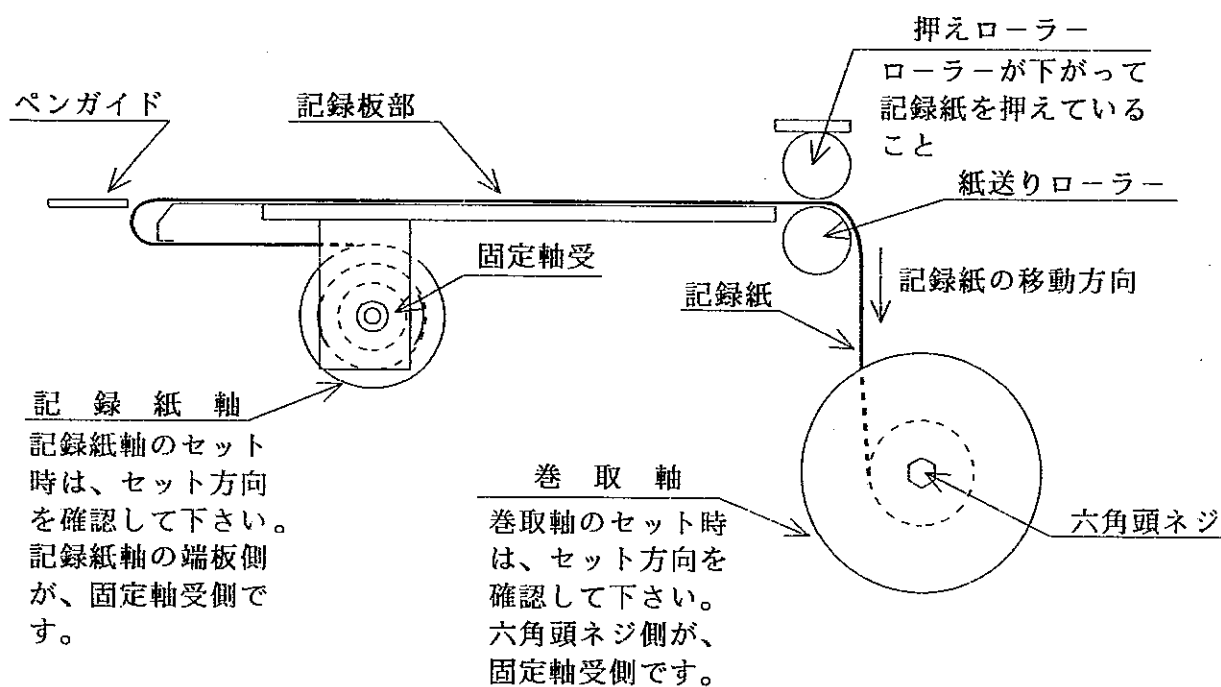 押えローラー
ローラーが下がって
記録紙を押えている
こと
ペンガイド
記録板部
紙送りローラー
固定軸受
記録紙の移動方向
記録紙
記録紙軸
記録紙軸のセット
時は、セット方向
を確認して下さい。
記録紙軸の端板側
が、固定軸受側で
す。
巻取軸
巻取軸のセット時
は、セット方向を
確認して下さい。
六角頭ネジ側が、
固定軸受側です。
六角頭ネジ